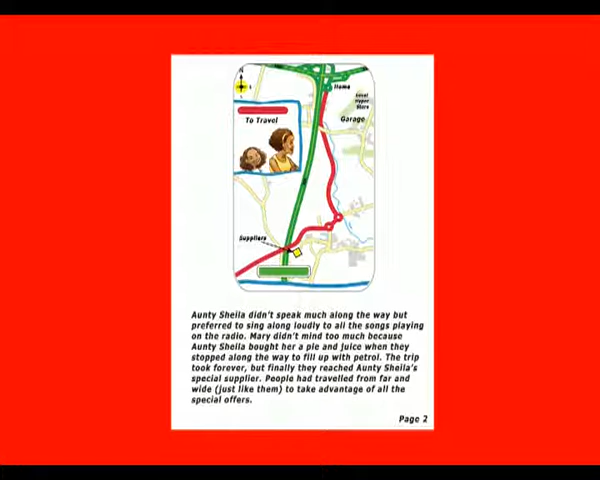 N
Home
Local
Hyper
Store
Garage
To Travel
Suppliers
Aunty Sheila didn't speak much along the way but
preferred to sing along loudly to all the songs playing
on the radio. Mary didn't mind too much because
Aunty Sheila bought her a pie and juice when they
stopped along the way to fill up with petrol. The trip
took forever, but finally they reached Aunty Sheila's
special supplier. People had travelled from far and
wide (just like them) to take advantage of all the
special offers.
Page 2